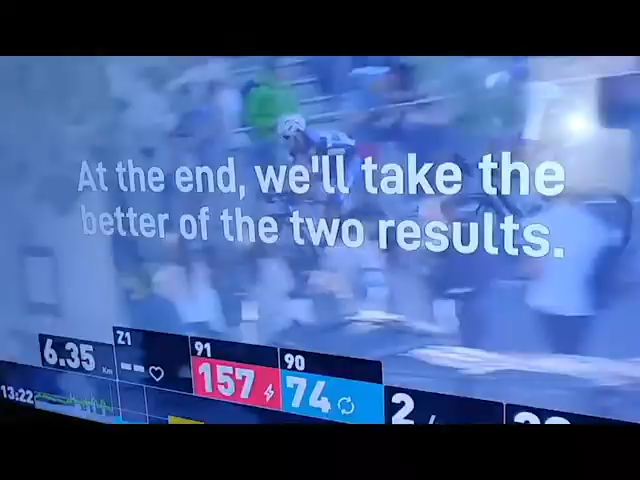 At the end, we'll take the
better of the two results.
6.35 Km
Z1
--
91
157
90
74
2 /
13:22